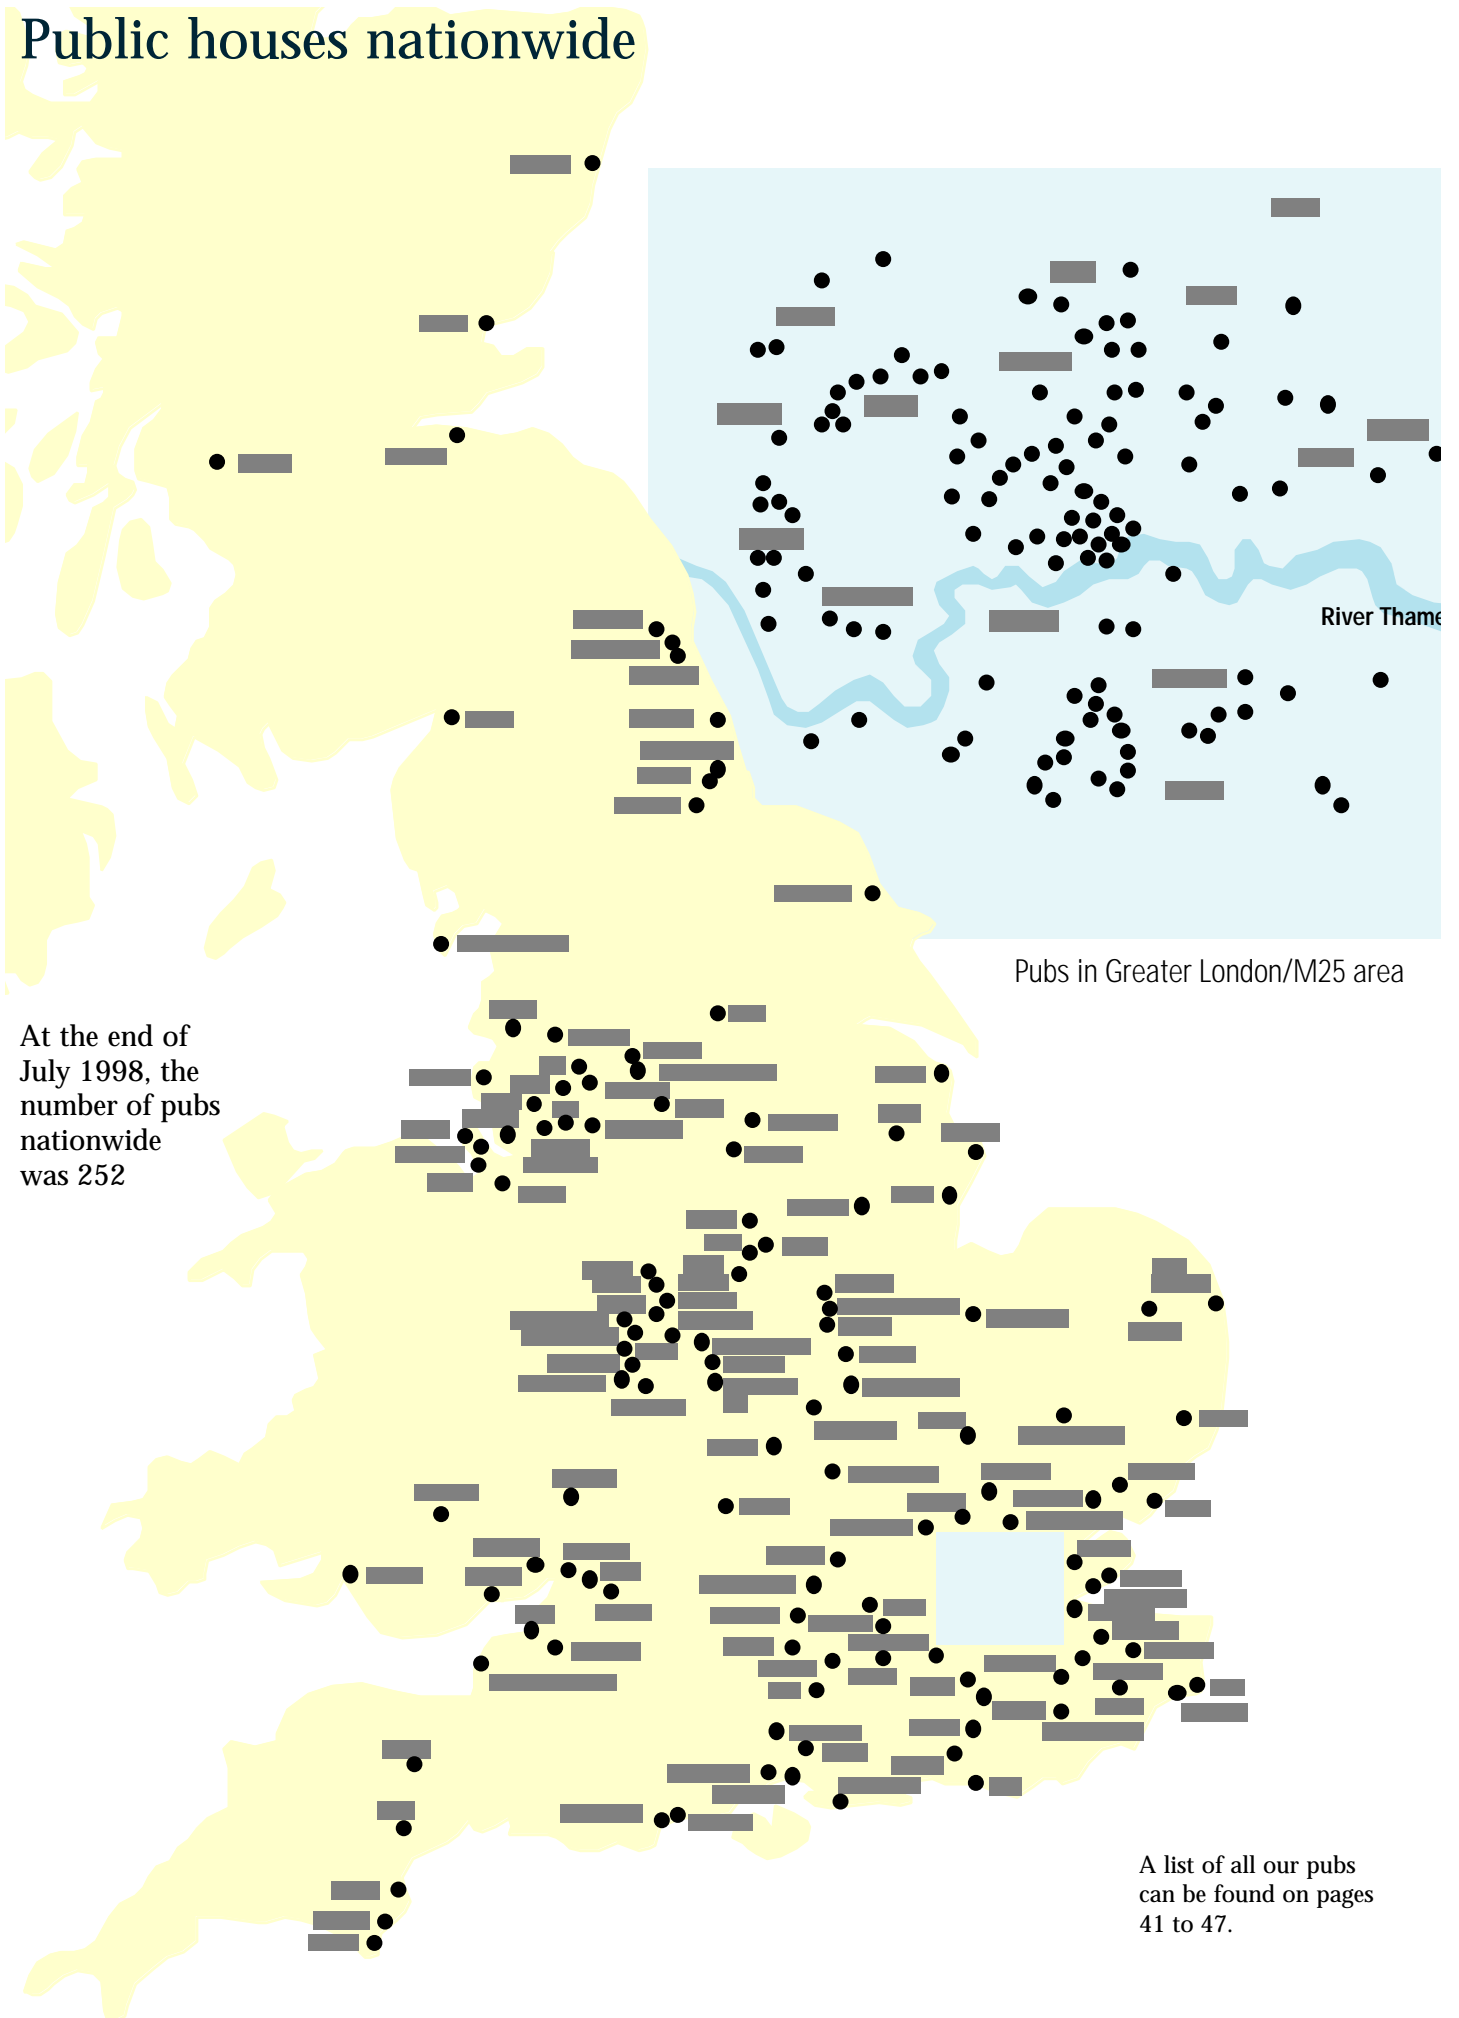 Public houses nationwide
River Thame
Pubs in Greater London/M25 area
At the end of
July 1998, the
number of pubs
nationwide
was 252
A list of all our pubs
can be found on pages
41 to 47.